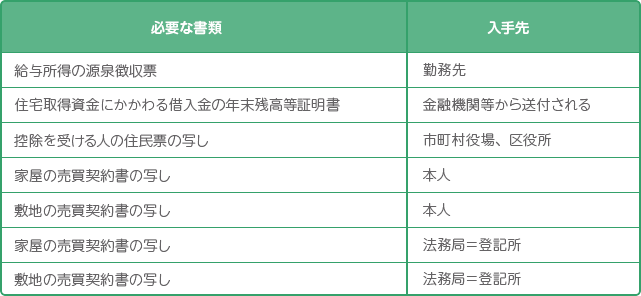 必要な書類 入手先
給与所得の源泉徴収票 勤務先
住宅取得資金にかかわる借入金の年末残高等証明書 金融機関等から送付される
控除を受ける人の住民票の写し 市町村役場、区役所
家屋の売買契約書の写し 本人
敷地の売買契約書の写し 本人
家屋の売買契約書の写し 法務局＝登記所
敷地の売買契約書の写し 法務局＝登記所